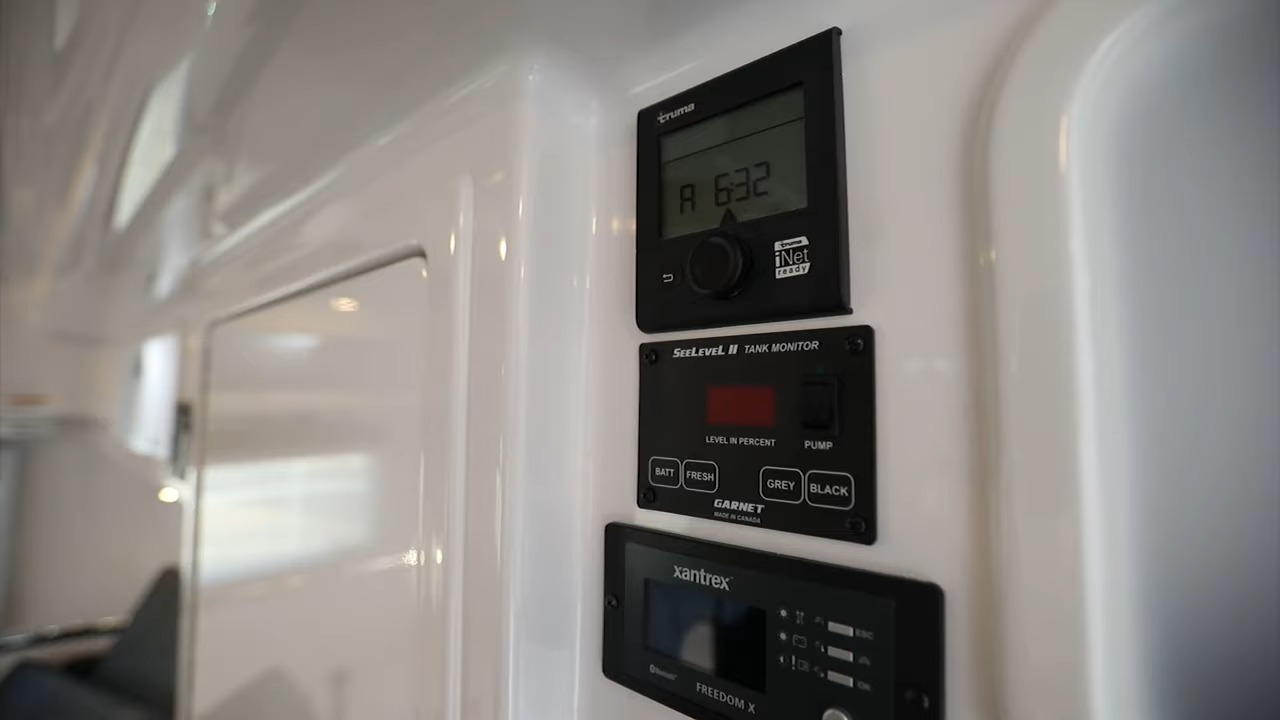 truma
A 6:32
truma
iNet
ready
SEELEVEL II TANK MONITOR
LEVEL IN PERCENT
PUMP
BATT FRESH GREY BLACK
GARNET
MADE IN CANADA
xantrex
ESC
ON
Bluetooth
FREEDOM X